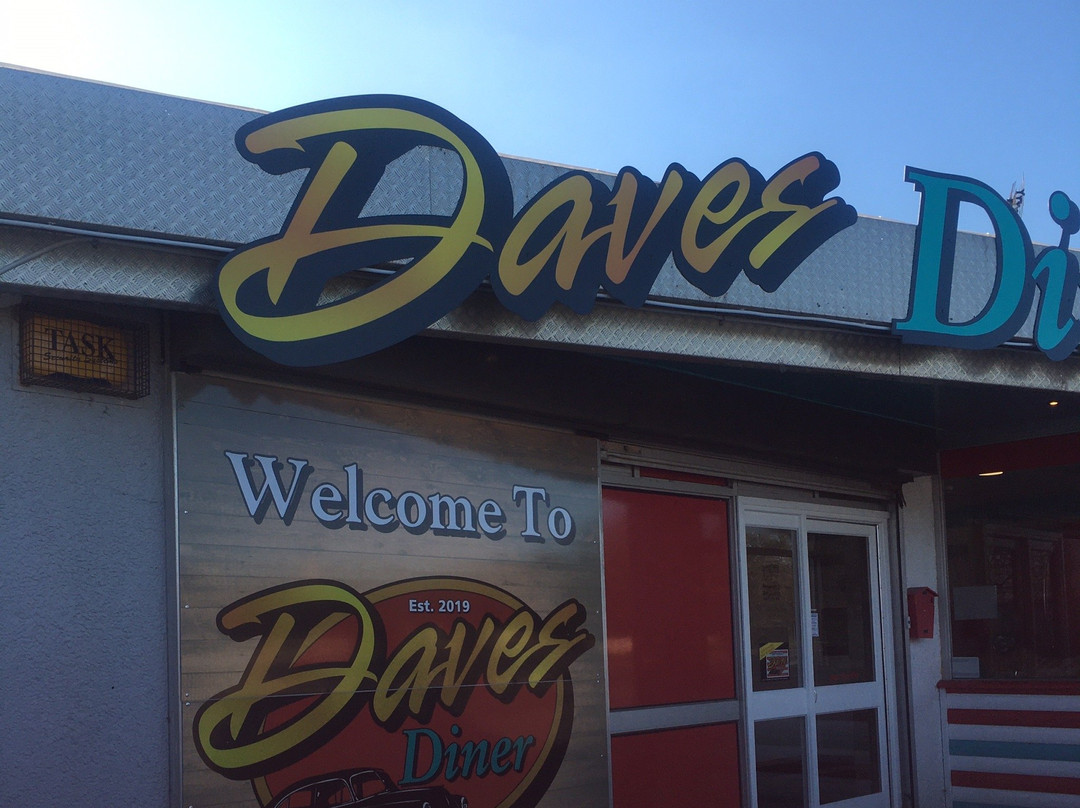 Daves Di
TASK
Welcome To
Est. 2019
Daves
Diner